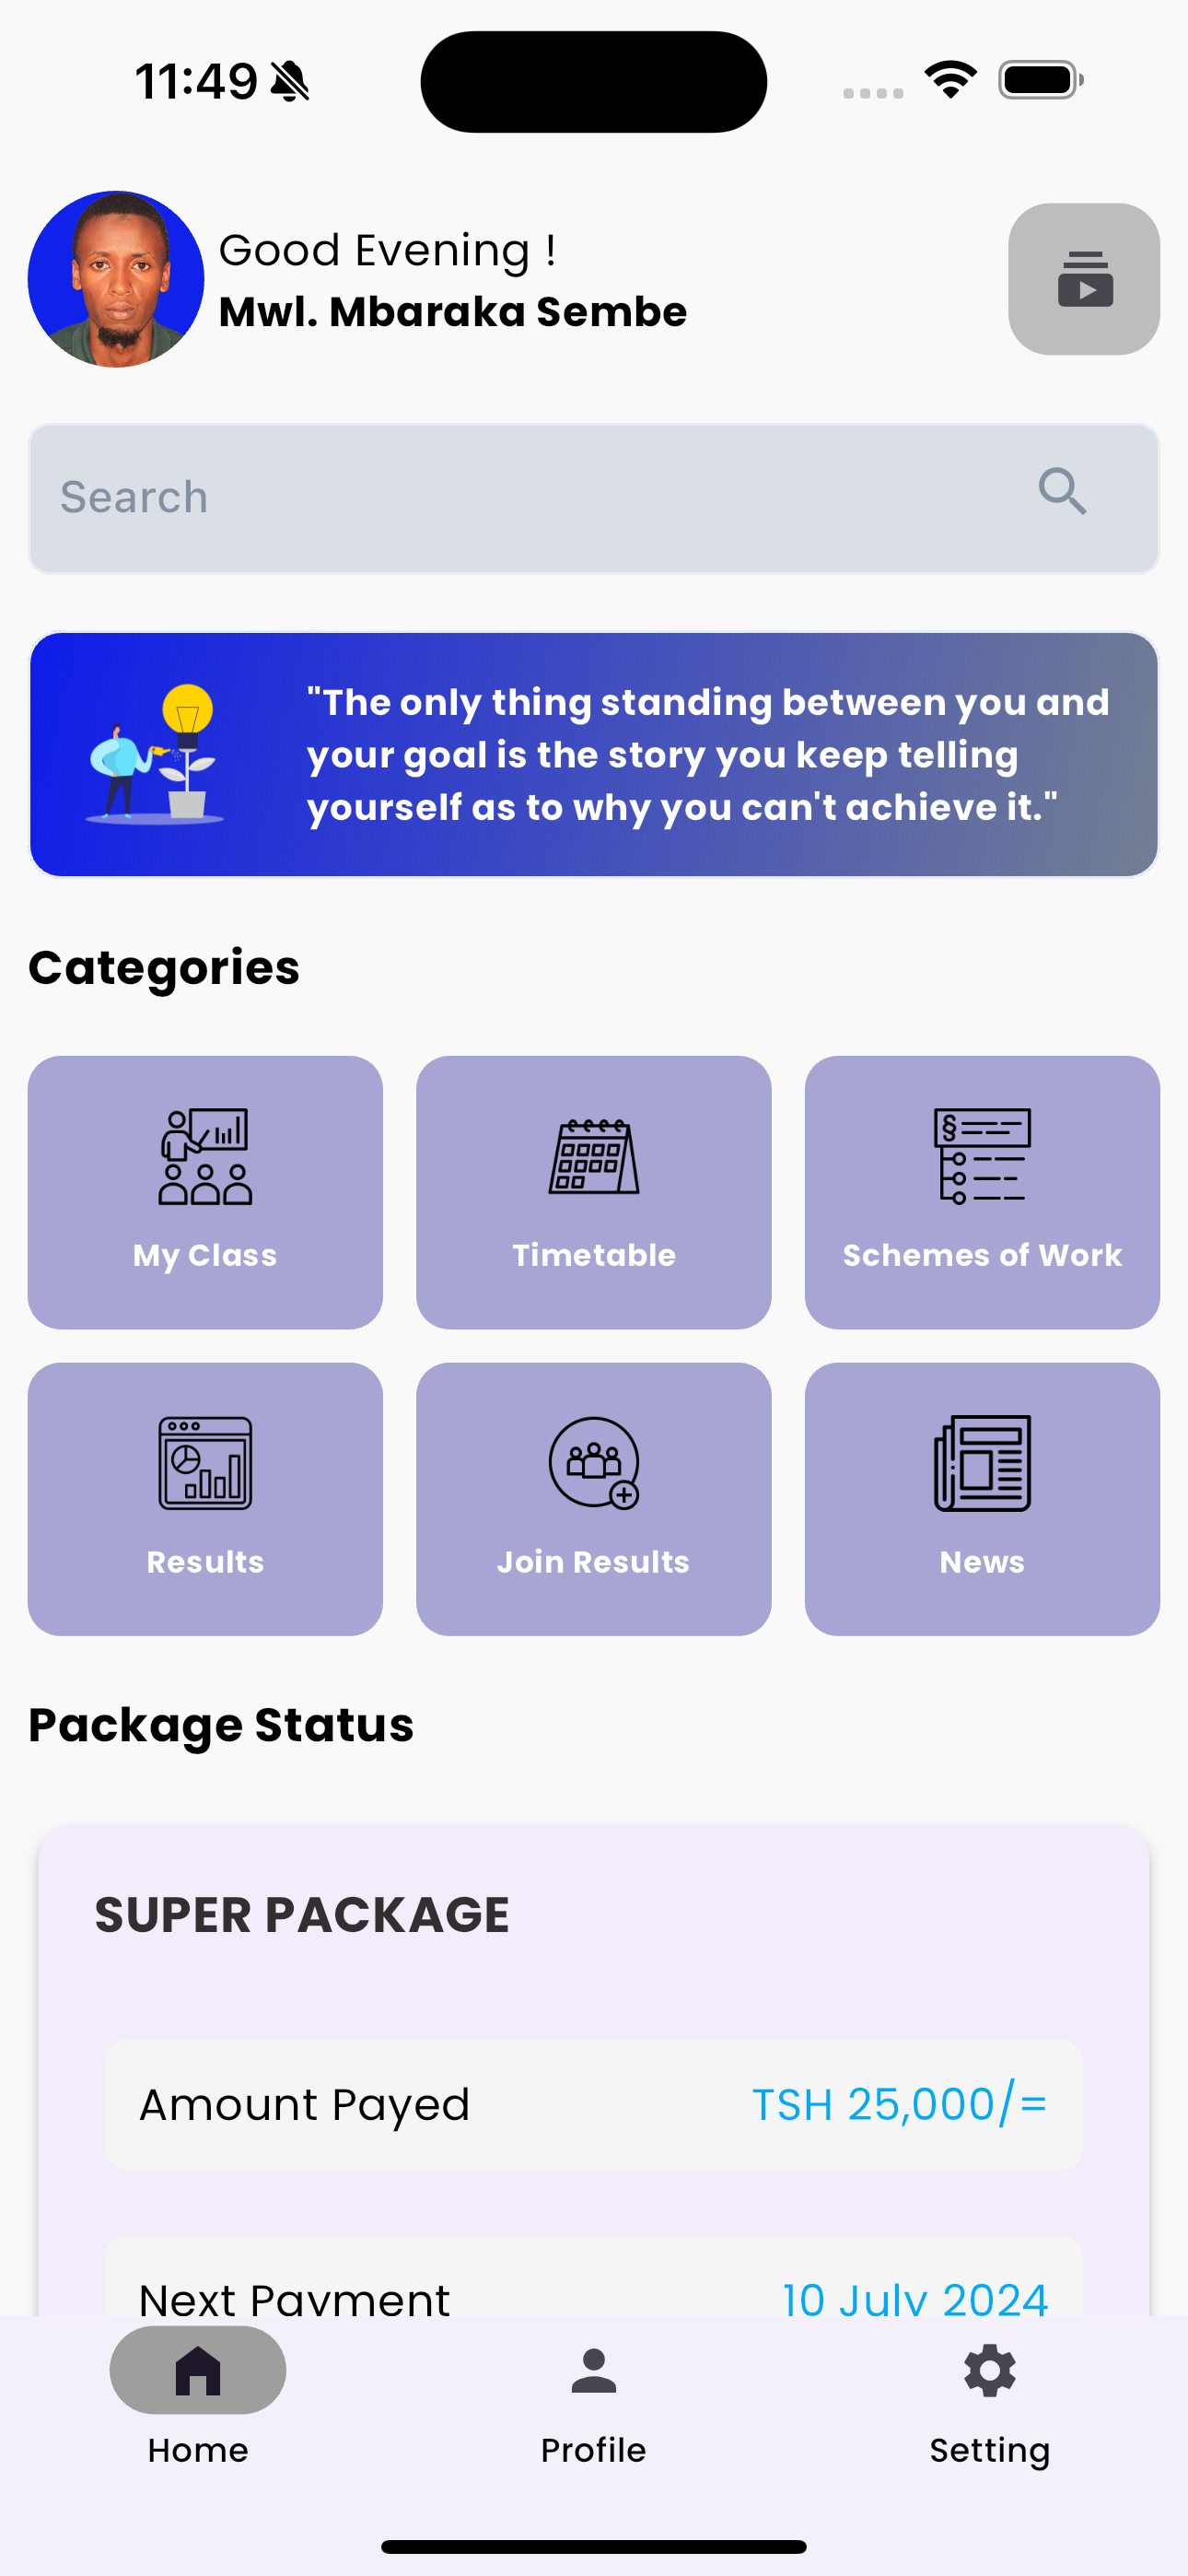 11:49
Good Evening !
Mwl. Mbaraka Sembe
Search
"The only thing standing between you and
your goal is the story you keep telling
yourself as to why you can't achieve it."
Categories
My Class
Timetable
Schemes of Work
Results
Join Results
News
Package Status
SUPER PACKAGE
Amount Payed
TSH 25,000/=
Next Payment
10 July 2024
Home
Profile
Setting